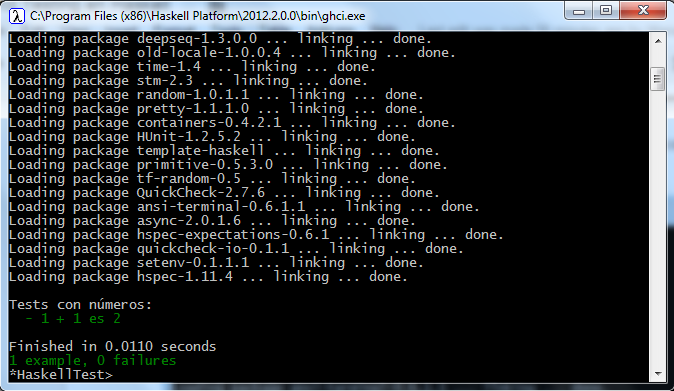 C:\Program Files (x86)\Haskell Platform\2012.2.0.0\bin\ghci.exe
Loading package deepseq-1.3.0.0 ... linking ... done.
Loading package old-locale-1.0.0.4 ... linking ... done.
Loading package time-1.4 ... linking ... done.
Loading package stm-2.3 ... linking ... done.
Loading package random-1.0.1.1 ... linking ... done.
Loading package pretty-1.1.1.0 ... linking ... done.
Loading package containers-0.4.2.1 ... linking ... done.
Loading package HUnit-1.2.5.2 ... linking ... done.
Loading package template-haskell ... linking ... done.
Loading package primitive-0.5.3.0 ... linking ... done.
Loading package tf-random-0.5 ... linking ... done.
Loading package QuickCheck-2.7.6 ... linking ... done.
Loading package ansi-terminal-0.6.1.1 ... linking ... done.
Loading package async-2.0.1.6 ... linking ... done.
Loading package hspec-expectations-0.6.1 ... linking ... done.
Loading package quickcheck-io-0.1.1 ... linking ... done.
Loading package setenv-0.1.1.1 ... linking ... done.
Loading package hspec-1.11.4 ... linking ... done.
Tests con números:
- 1 + 1 es 2
Finished in 0.0110 seconds
1 example, 0 failures
*HaskellTest>